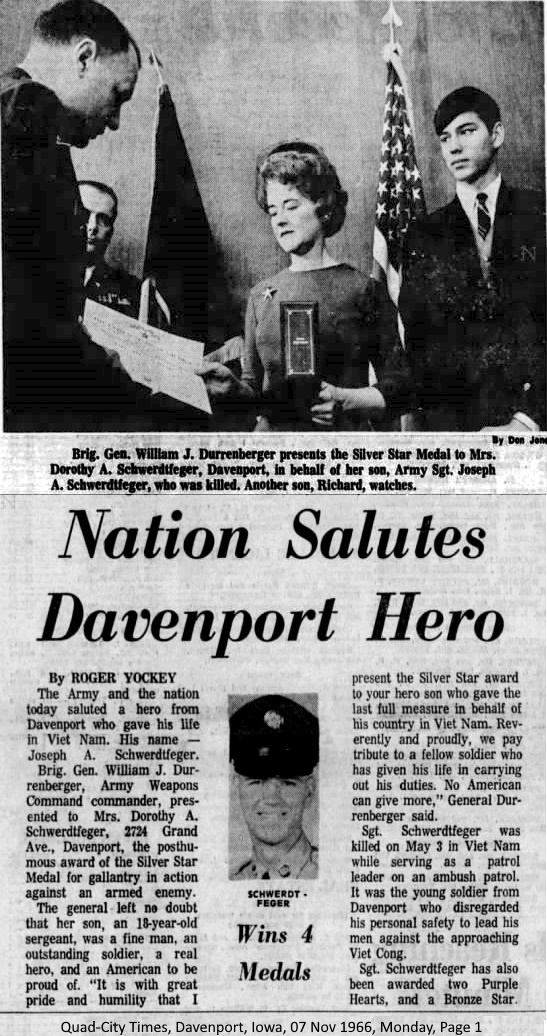 By Don Jone
Brig. Gen. William J. Durrenberger presents the Silver Star Medal to Mrs.
Dorothy A. Schwerdtfeger, Davenport, in behalf of her son, Army Sgt. Joseph
A. Schwerdtfeger, who was killed. Another son, Richard, watches.
Nation Salutes
Davenport Hero
By ROGER YOCKEY
The Army and the nation
today saluted a hero from
Davenport who gave his life
in Viet Nam. His name —
Joseph A. Schwerdtfeger.
Brig. Gen. William J. Dur-
renberger, Army Weapons
Command commander, pres-
ented to Mrs. Dorothy A.
Schwerdtfeger, 2724 Grand
Ave., Davenport, the posthu-
mous award of the Silver Star
Medal for gallantry in action
against an armed enemy.
The general left no doubt
that her son, an 18-year-old
sergeant, was a fine man, an
outstanding soldier, a real
hero, and an American to be
proud of. "It is with great
pride and humility that I
SCHWERDT -
FEGER
Wins 4
Medals
present the Silver Star award
to your hero son who gave the
last full measure in behalf of
his country in Viet Nam. Rev-
erently and proudly, we pay
tribute to a fellow soldier who
has given his life in carrying
out his duties. No American
can give more," General Dur-
renberger said.
Sgt. Schwerdtfeger was
killed on May 3 in Viet Nam
while serving as a patrol
leader on an ambush patrol.
It was the young soldier from
Davenport who disregarded
his personal safety to lead his
men against the approaching
Viet Cong.
Sgt. Schwerdtfeger has also
been awarded two Purple
Hearts, and a Bronze Star.
Quad-City Times, Davenport, Iowa, 07 Nov 1966, Monday, Page 1